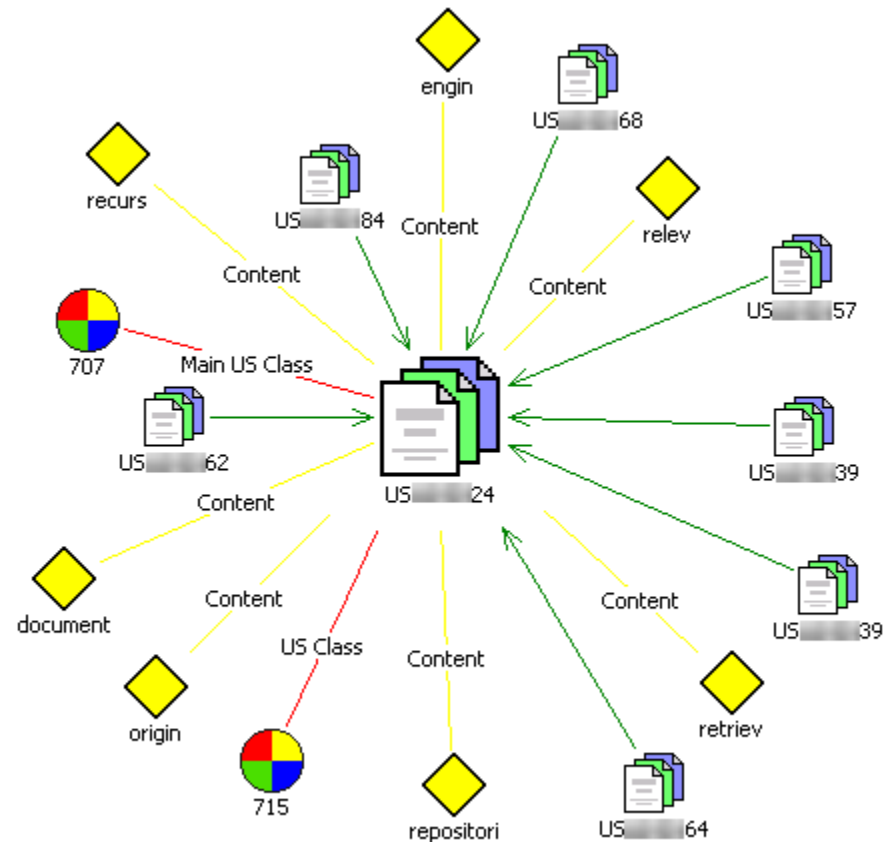 engin
US 68
recurs
US 84
Content
relev
Content
Content
US 57
707
Main US Class
US 62
US 24
US 39
Content
document
Content
Content
US 39
US Class
Content
origin
retriev
715
repositori
US 64